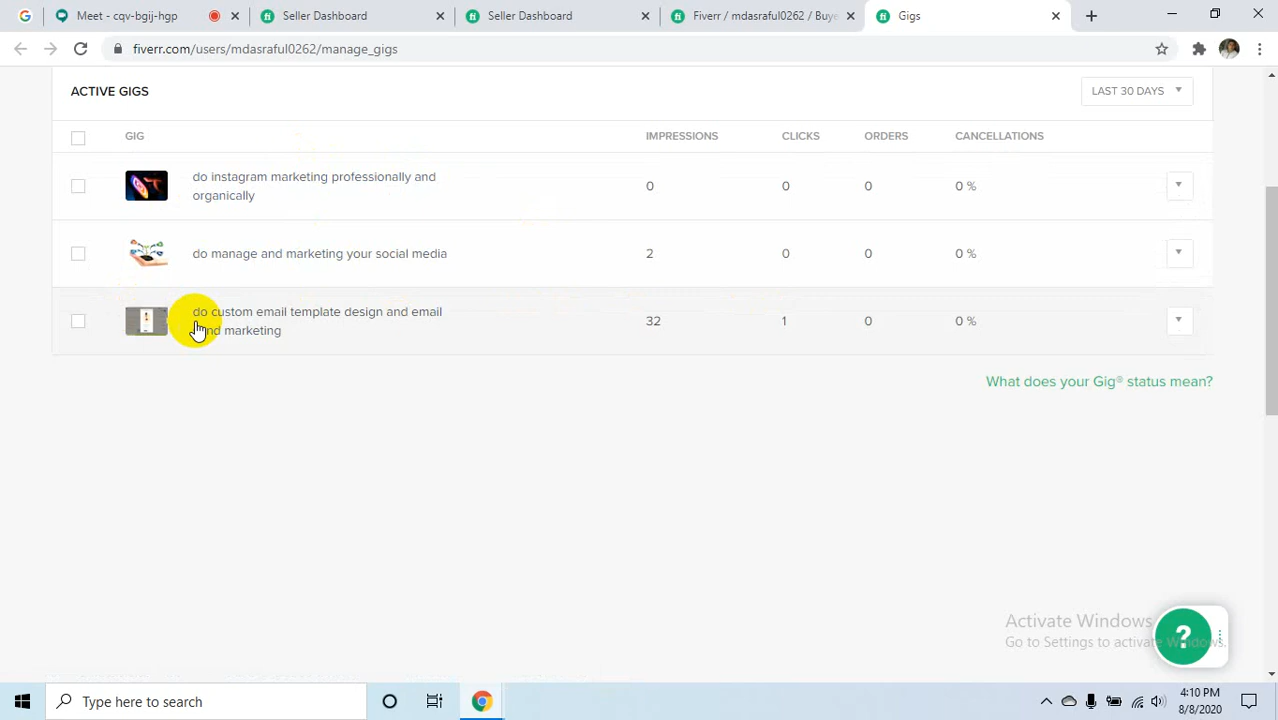 Meet - cqv-bgij-hgp
Seller Dashboard
Seller Dashboard
Fiverr / mdasraful0262 / Buye
Gigs
fiverr.com/users/mdasraful0262/manage_gigs
ACTIVE GIGS
LAST 30 DAYS
GIG IMPRESSIONS CLICKS ORDERS CANCELLATIONS
do instagram marketing professionally and
organically
0 0 0 0 %
do manage and marketing your social media
2 0 0 0 %
do custom email template design and email
nd marketing
32 1 0 0 %
What does your Gig® status mean?
Activate Windows
Go to Settings to activate Windows.
?
Type here to search
4:10 PM
8/8/2020